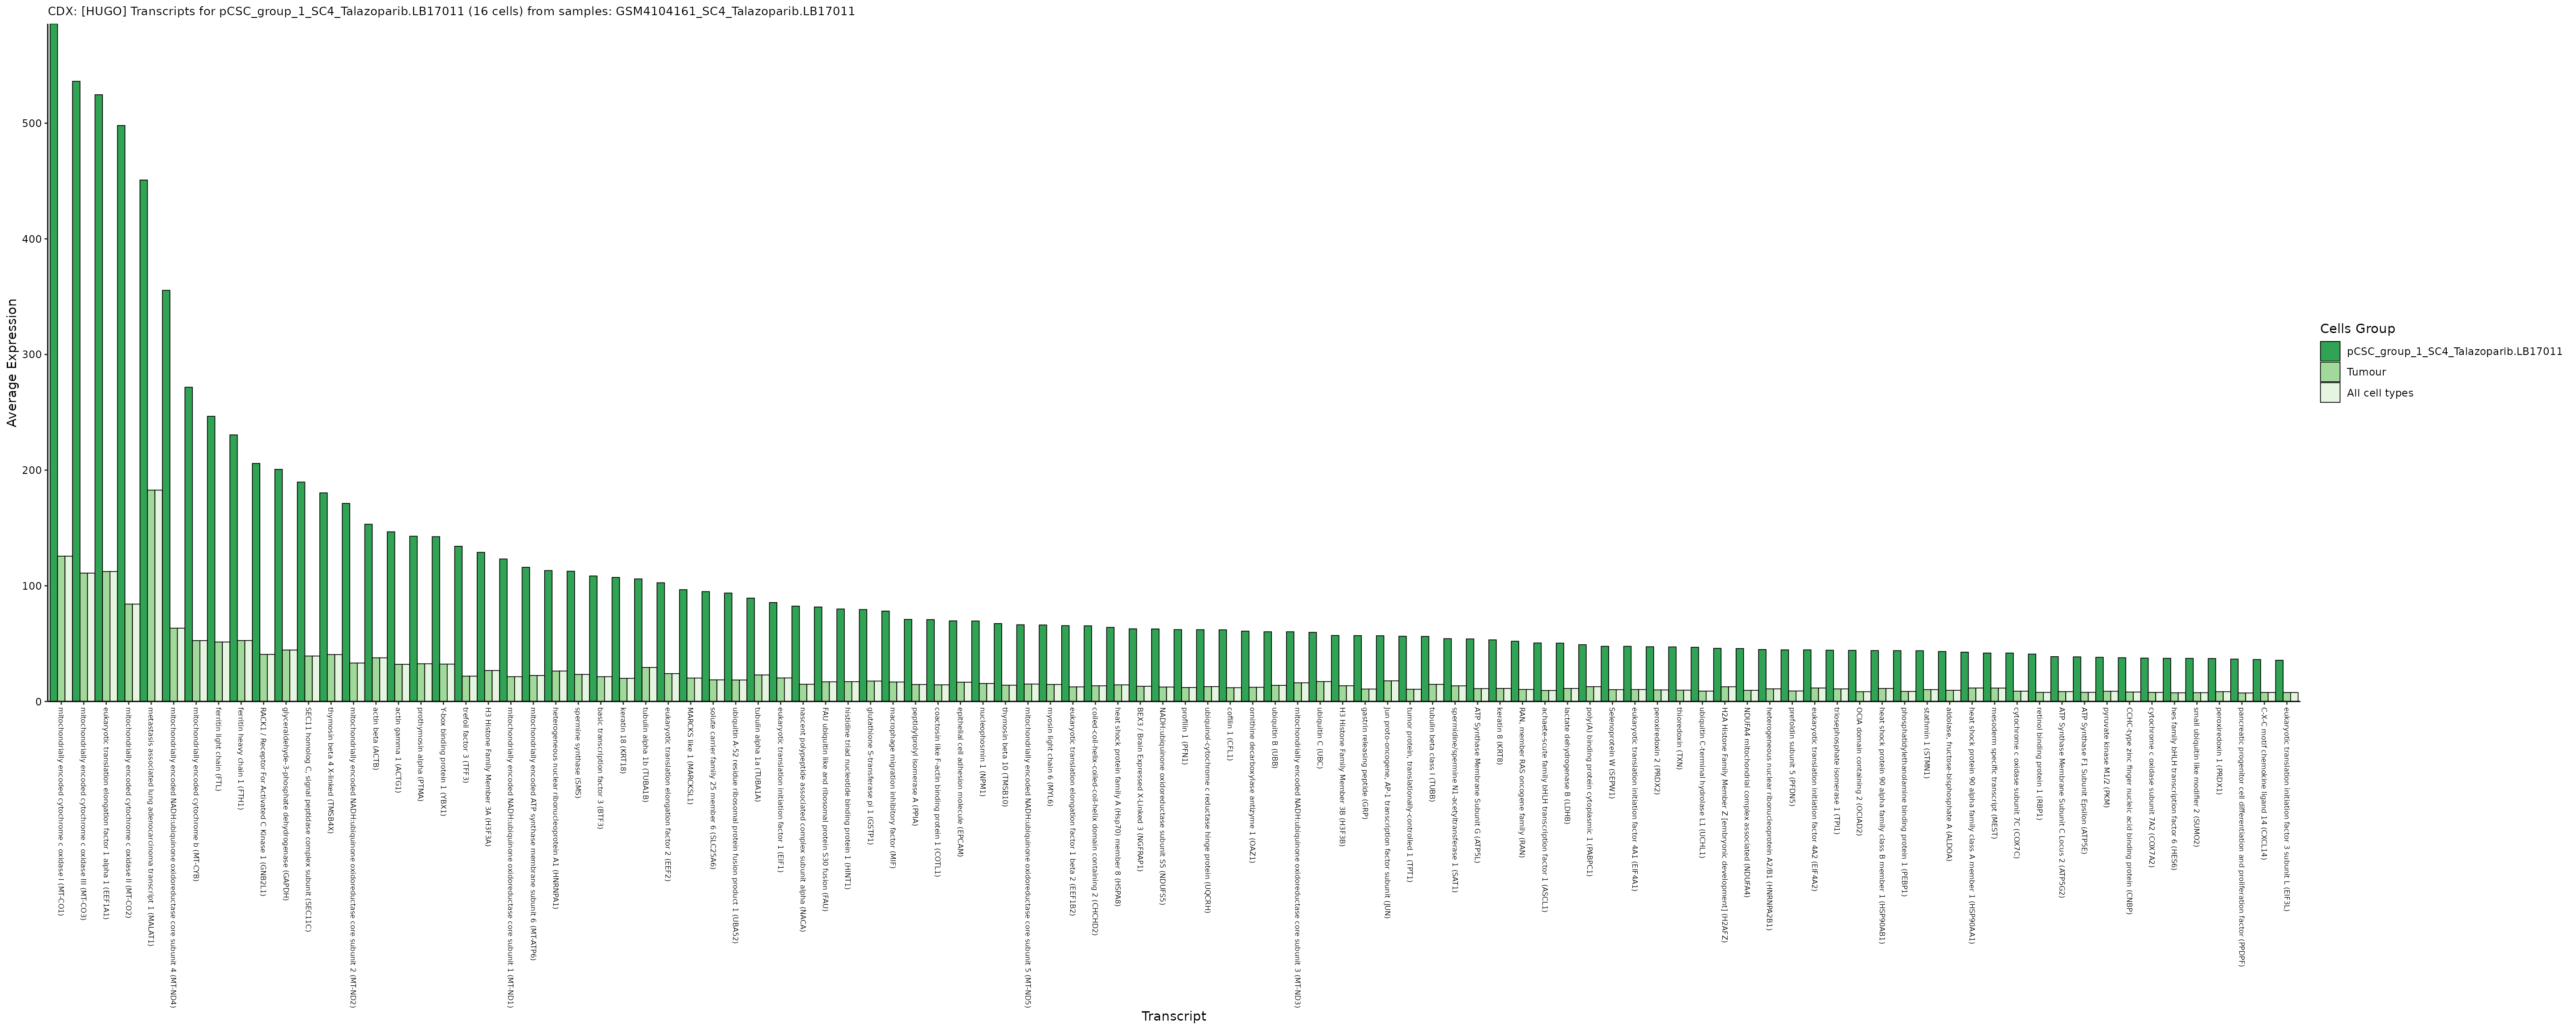 CDX: [HUGO] Transcripts for pCSC_group_1_SC4_Talazoparib.LB17011 (16 cells) from samples: GSM4104161_SC4_Talazoparib.LB17011
Average Expression
500
400
300
200
100
0
mitochondrially encoded cytochrome c oxidase I (MT-CO1)
mitochondrially encoded cytochrome c oxidase III (MT-CO3)
eukaryotic translation elongation factor 1 alpha 1 (EEF1A1)
mitochondrially encoded cytochrome c oxidase II (MT-CO2)
metastasis associated lung adenocarcinoma transcript 1 (MALAT1)
mitochondrially encoded NADH:ubiquinone oxidoreductase core subunit 4 (MT-ND4)
mitochondrially encoded cytochrome b (MT-CYB)
ferritin light chain (FTL)
ferritin heavy chain 1 (FTH1)
RACK1 / Receptor For Activated C Kinase 1 (GNB2L1)
glyceraldehyde-3-phosphate dehydrogenase (GAPDH)
SEC11 homolog C, signal peptidase complex subunit (SEC11C)
thymosin beta 4 X-linked (TMSB4X)
mitochondrially encoded NADH:ubiquinone oxidoreductase core subunit 2 (MT-ND2)
actin beta (ACTB)
actin gamma 1 (ACTG1)
prothymosin alpha (PTMA)
Y-box binding protein 1 (YBX1)
trefoil factor 3 (TFF3)
H3 Histone Family Member 3A (H3F3A)
mitochondrially encoded NADH:ubiquinone oxidoreductase core subunit 1 (MT-ND1)
mitochondrially encoded ATP synthase membrane subunit 6 (MT-ATP6)
heterogeneous nuclear ribonucleoprotein A1 (HNRNPA1)
spermine synthase (SMS)
basic transcription factor 3 (BTF3)
keratin 18 (KRT18)
tubulin alpha 1b (TUBA1B)
eukaryotic translation elongation factor 2 (EEF2)
MARCKS like 1 (MARCKSL1)
solute carrier family 25 member 6 (SLC25A6)
ubiquitin A-52 residue ribosomal protein fusion product 1 (UBA52)
tubulin alpha 1a (TUBA1A)
eukaryotic translation initiation factor 1 (EIF1)
nascent polypeptide associated complex subunit alpha (NACA)
FAU ubiquitin like and ribosomal protein S30 fusion (FAU)
histidine triad nucleotide binding protein 1 (HINT1)
glutathione S-transferase pi 1 (GSTP1)
macrophage migration inhibitory factor (MIF)
peptidylprolyl isomerase A (PPIA)
coactosin like F-actin binding protein 1 (COTL1)
epithelial cell adhesion molecule (EPCAM)
nucleophosmin 1 (NPM1)
thymosin beta 10 (TMSB10)
mitochondrially encoded NADH:ubiquinone oxidoreductase core subunit 5 (MT-ND5)
myosin light chain 6 (MYL6)
eukaryotic translation elongation factor 1 beta 2 (EEF1B2)
coiled-coil-helix-coiled-coil-helix domain containing 2 (CHCHD2)
heat shock protein family A (Hsp70) member 8 (HSPA8)
BEX3 / Brain Expressed X-Linked 3 (NGFRAP1)
NADH:ubiquinone oxidoreductase subunit S5 (NDUFS5)
profilin 1 (PFN1)
ubiquinol-cytochrome c reductase hinge protein (UQCRH)
cofilin 1 (CFL1)
ornithine decarboxylase antizyme 1 (OAZ1)
ubiquitin B (UBB)
mitochondrially encoded NADH:ubiquinone oxidoreductase core subunit 3 (MT-ND3)
ubiquitin C (UBC)
H3 Histone Family Member 3B (H3F3B)
gastrin releasing peptide (GRP)
Jun proto-oncogene, AP-1 transcription factor subunit (JUN)
tumor protein, translationally-controlled 1 (TPT1)
tubulin beta class I (TUBB)
spermidine/spermine N1-acetyltransferase 1 (SAT1)
ATP Synthase Membrane Subunit G (ATP5L)
keratin 8 (KRT8)
RAN, member RAS oncogene family (RAN)
achaete-scute family bHLH transcription factor 1 (ASCL1)
lactate dehydrogenase B (LDHB)
poly(A) binding protein cytoplasmic 1 (PABPC1)
Selenoprotein W (SEPW1)
eukaryotic translation initiation factor 4A1 (EIF4A1)
peroxiredoxin 2 (PRDX2)
thioredoxin (TXN)
ubiquitin C-terminal hydrolase L1 (UCHL1)
H2A Histone Family Member Z [embryonic development] (H2AFZ)
NDUFA4 mitochondrial complex associated (NDUFA4)
heterogeneous nuclear ribonucleoprotein A2/B1 (HNRNPA2B1)
prefoldin subunit 5 (PFDN5)
eukaryotic translation initiation factor 4A2 (EIF4A2)
triosephosphate isomerase 1 (TPI1)
OCIA domain containing 2 (OCIAD2)
heat shock protein 90 alpha family class B member 1 (HSP90AB1)
phosphatidylethanolamine binding protein 1 (PEBP1)
stathmin 1 (STMN1)
aldolase, fructose-bisphosphate A (ALDOA)
heat shock protein 90 alpha family class A member 1 (HSP90AA1)
mesoderm specific transcript (MEST)
cytochrome c oxidase subunit 7C (COX7C)
retinol binding protein 1 (RBP1)
ATP Synthase Membrane Subunit C Locus 2 (ATP5G2)
ATP Synthase F1 Subunit Epsilon (ATP5E)
pyruvate kinase M1/2 (PKM)
CCHC-type zinc finger nucleic acid binding protein (CNBP)
cytochrome c oxidase subunit 7A2 (COX7A2)
hes family bHLH transcription factor 6 (HES6)
small ubiquitin like modifier 2 (SUMO2)
peroxiredoxin 1 (PRDX1)
pancreatic progenitor cell differentiation and proliferation factor (PPDPF)
C-X-C motif chemokine ligand 14 (CXCL14)
eukaryotic translation initiation factor 3 subunit L (EIF3L)
Transcript
Cells Group
pCSC_group_1_SC4_Talazoparib.LB17011
Tumour
All cell types